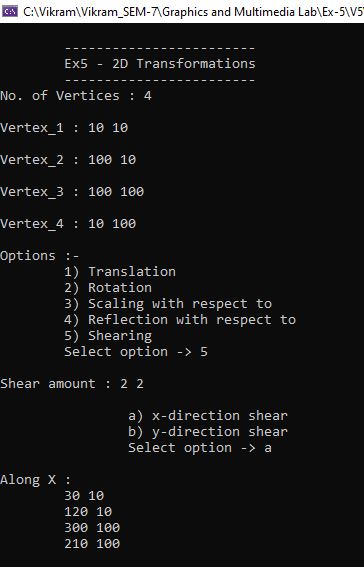 C:\Vikram\Vikram_SEM-7\Graphics and Multimedia Lab\Ex-5\V5
------------------------
Ex5 - 2D Transformations
------------------------
No. of Vertices : 4
Vertex_1 : 10 10
Vertex_2 : 100 10
Vertex_3 : 100 100
Vertex_4 : 10 100
Options :-
1) Translation
2) Rotation
3) Scaling with respect to
4) Reflection with respect to
5) Shearing
Select option -> 5
Shear amount : 2 2
a) x-direction shear
b) y-direction shear
Select option -> a
Along X :
30 10
120 10
300 100
210 100